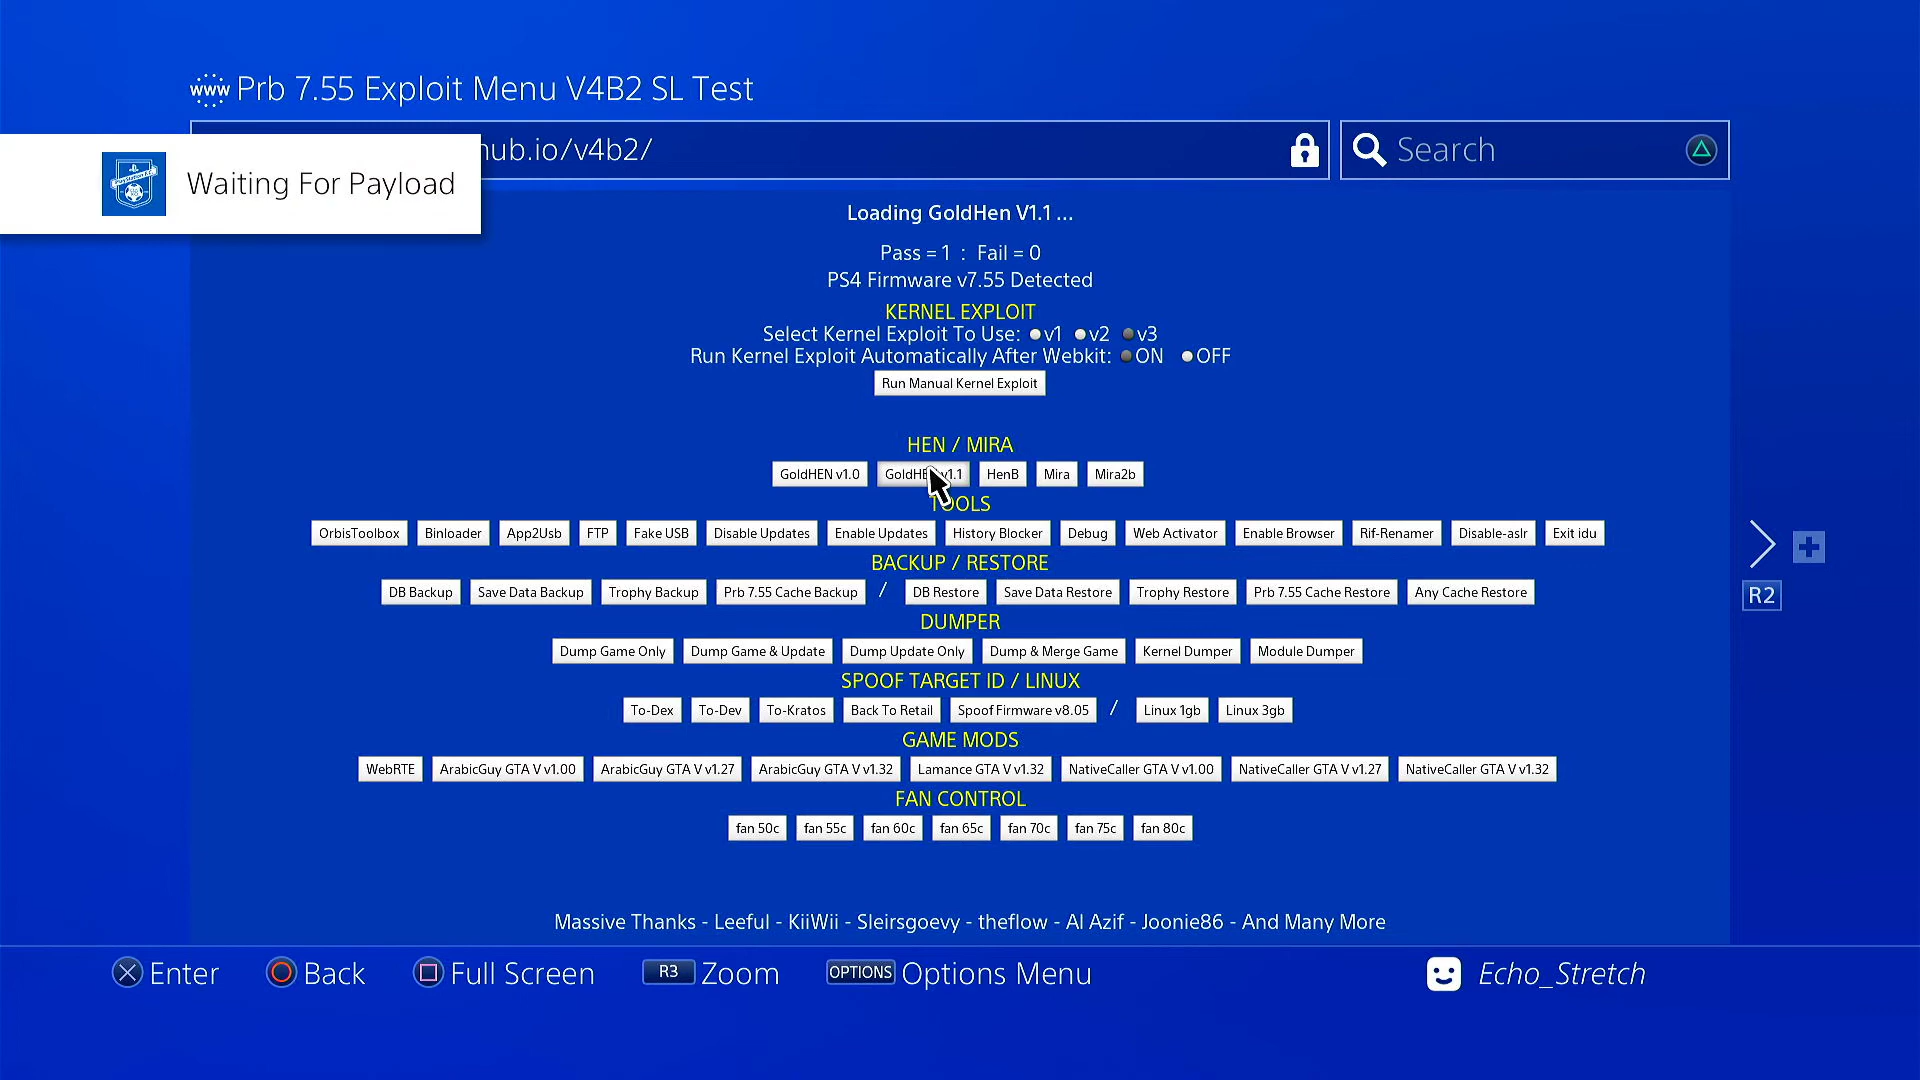 www Prb 7.55 Exploit Menu V4B2 SL Test
hub.io/v4b2/
Search
Waiting For Payload
Loading GoldHen V1.1 ...
Pass = 1 : Fail = 0
PS4 Firmware v7.55 Detected
KERNEL EXPLOIT
Select Kernel Exploit To Use: v1 v2 v3
Run Kernel Exploit Automatically After Webkit: ON OFF
Run Manual Kernel Exploit
HEN / MIRA
GoldHEN v1.0 GoldHEN v1.1 HenB Mira Mira2b
TOOLS
OrbisToolbox Binloader App2Usb FTP Fake USB Disable Updates Enable Updates History Blocker Debug Web Activator Enable Browser Rif-Renamer Disable-aslr Exit idu
BACKUP / RESTORE
DB Backup Save Data Backup Trophy Backup Prb 7.55 Cache Backup / DB Restore Save Data Restore Trophy Restore Prb 7.55 Cache Restore Any Cache Restore
R2
DUMPER
Dump Game Only Dump Game & Update Dump Update Only Dump & Merge Game Kernel Dumper Module Dumper
SPOOF TARGET ID / LINUX
To-Dex To-Dev To-Kratos Back To Retail Spoof Firmware v8.05 / Linux 1gb Linux 3gb
GAME MODS
WebRTE ArabicGuy GTA V v1.00 ArabicGuy GTA V v1.27 ArabicGuy GTA V v1.32 Lamance GTA V v1.32 NativeCaller GTA V v1.00 NativeCaller GTA V v1.27 NativeCaller GTA V v1.32
FAN CONTROL
fan 50c fan 55c fan 60c fan 65c fan 70c fan 75c fan 80c
Massive Thanks - Leeful - KiiWii - Sleirsgoevy - theflow - Al Azif - Joonie86 - And Many More
Enter Back Full Screen R3 Zoom OPTIONS Options Menu Echo_Stretch